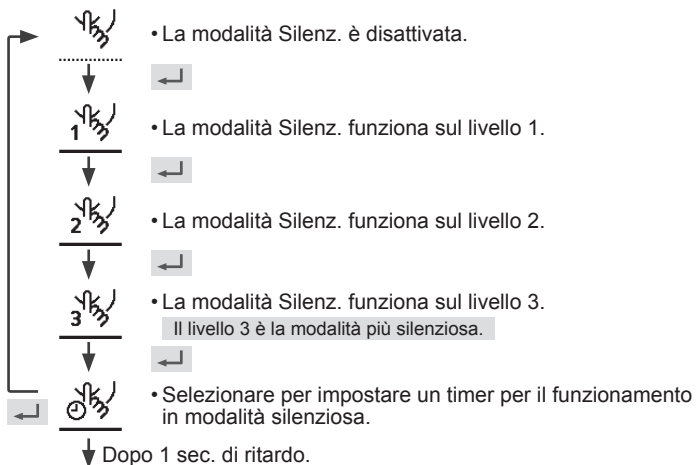 • La modalità Silenz. è disattivata.
1
• La modalità Silenz. funziona sul livello 1.
2
• La modalità Silenz. funziona sul livello 2.
3
• La modalità Silenz. funziona sul livello 3.
Il livello 3 è la modalità più silenziosa.
• Selezionare per impostare un timer per il funzionamento
in modalità silenziosa.
Dopo 1 sec. di ritardo.